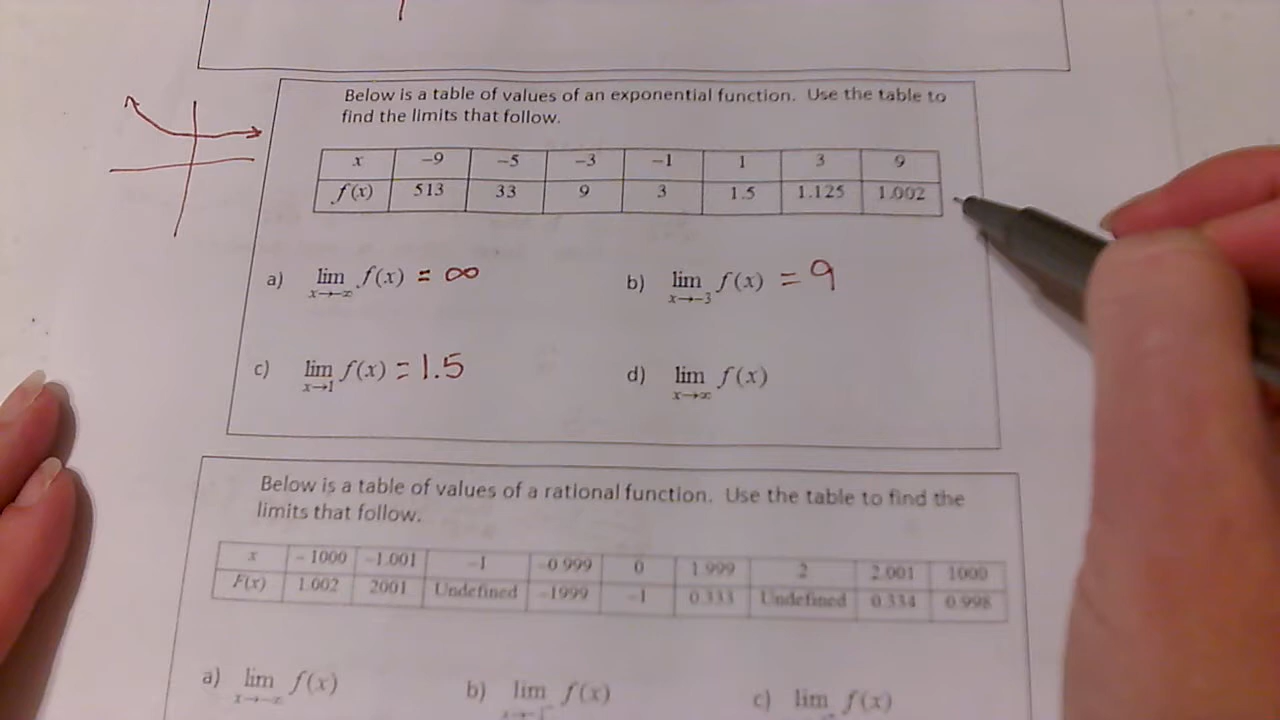 Below is a table of values of an exponential function. Use the table to
find the limits that follow.
x −9 −5 −3 −1 1 3 9
f(x) 513 33 9 3 1.5 1.125 1.002
a) lim f(x) = ∞
x→−∞
b) lim f(x) = 9
x→−3
c) lim f(x) = 1.5
x→1
d) lim f(x)
x→∞
Below is a table of values of a rational function. Use the table to find the
limits that follow.
x −1000 −1.001 −1 −0.999 0 1.999 2 2.001 1000
F(x) 1.002 2001 Undefined −1999 −1 0.333 Undefined 0.334 0.998
a) lim f(x)
x→−∞
b) lim f(x)
c) lim f(x)